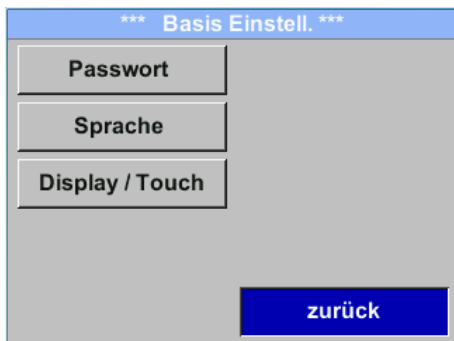 *** Basis Einstell. ***
Passwort
Sprache
Display / Touch
zurück